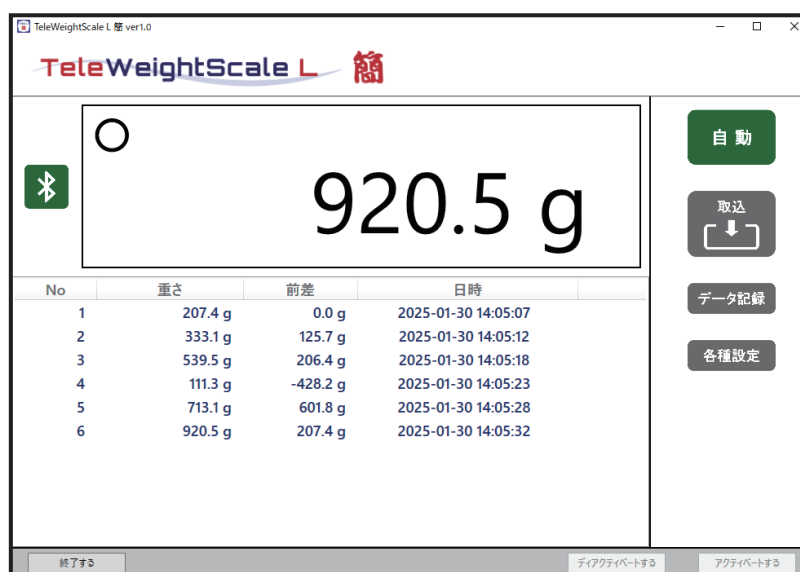 TeleWeightScale L 簡 ver1.0
TeleWeightScale L 簡
920.5 g
自動
取込
データ記録
各種設定
No 重さ 前差 日時
1 207.4 g 0.0 g 2025-01-30 14:05:07
2 333.1 g 125.7 g 2025-01-30 14:05:12
3 539.5 g 206.4 g 2025-01-30 14:05:18
4 111.3 g -428.2 g 2025-01-30 14:05:23
5 713.1 g 601.8 g 2025-01-30 14:05:28
6 920.5 g 207.4 g 2025-01-30 14:05:32
終了する ディアクティベートする アクティベートする